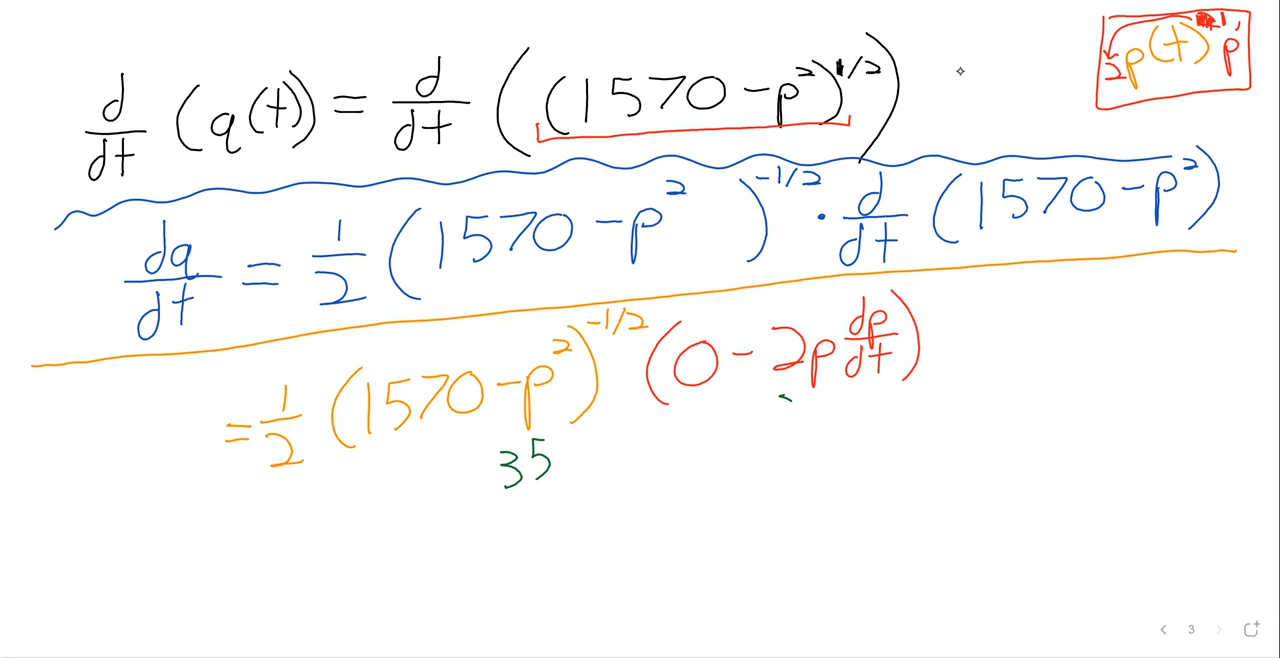 d/dt (q(t)) = d/dt ((1570 - p²)^1/2)
2p(t)^1 p'
dq/dt = 1/2 (1570 - p²)^-1/2 · d/dt (1570 - p²)
= 1/2 (1570 - p²)^-1/2 (0 - 2p dp/dt)
35
< 3 >